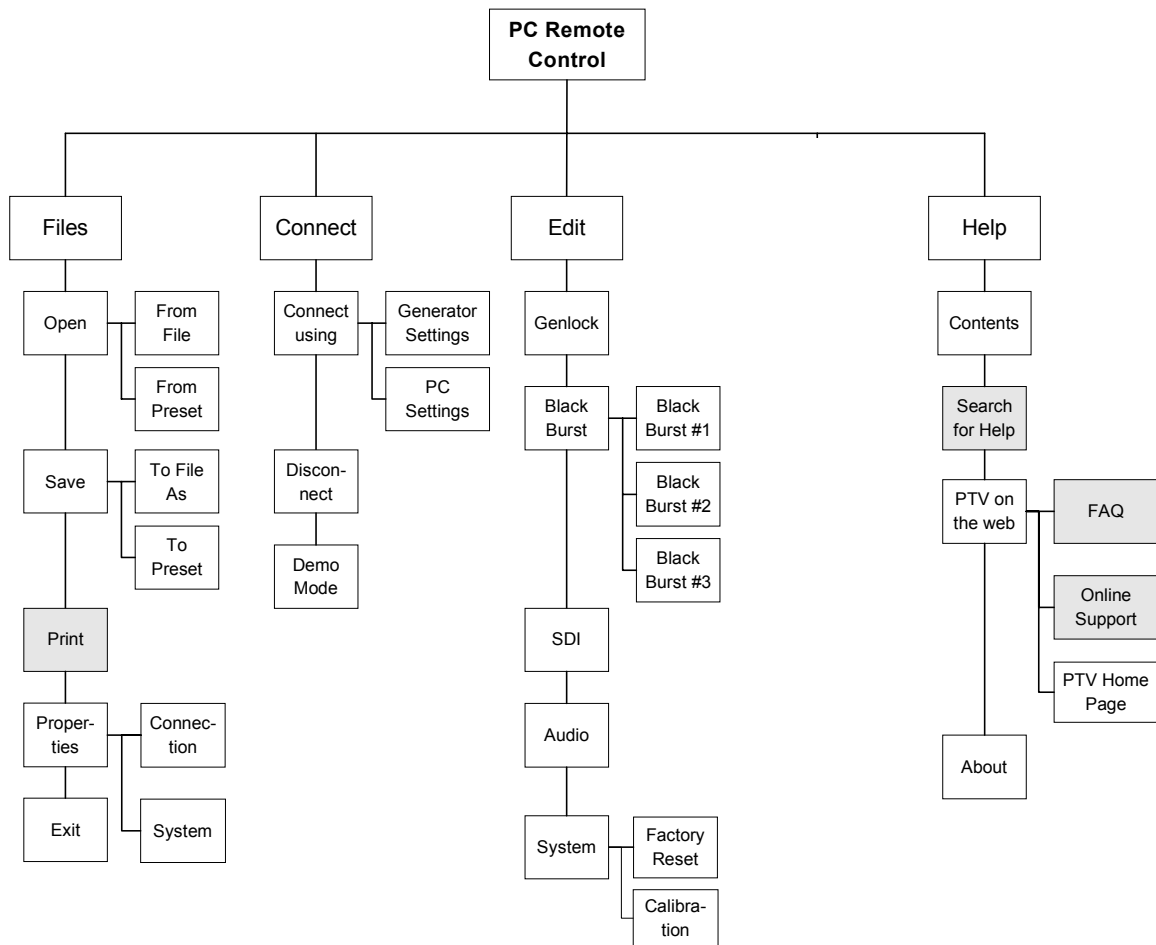 PC Remote
Control
Files
Connect
Edit
Help
Open
From
File
From
Preset
Save
To File
As
To
Preset
Print
Proper-
ties
Connec-
tion
System
Exit
Connect
using
Generator
Settings
PC
Settings
Discon-
nect
Demo
Mode
Genlock
Black
Burst
Black
Burst #1
Black
Burst #2
Black
Burst #3
SDI
Audio
System
Factory
Reset
Calibra-
tion
Contents
Search
for Help
PTV on
the web
FAQ
Online
Support
PTV Home
Page
About